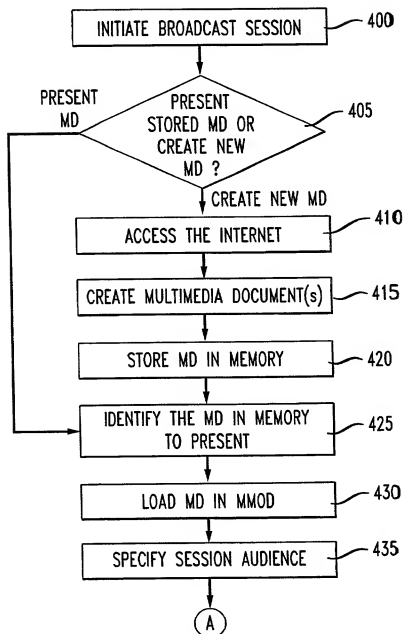 INITIATE BROADCAST SESSION
400
PRESENT
MD
PRESENT
STORED MD OR
CREATE NEW
MD ?
405
CREATE NEW MD
ACCESS THE INTERNET
410
CREATE MULTIMEDIA DOCUMENT(S)
415
STORE MD IN MEMORY
420
IDENTIFY THE MD IN MEMORY
TO PRESENT
425
LOAD MD IN MMOD
430
SPECIFY SESSION AUDIENCE
435
A